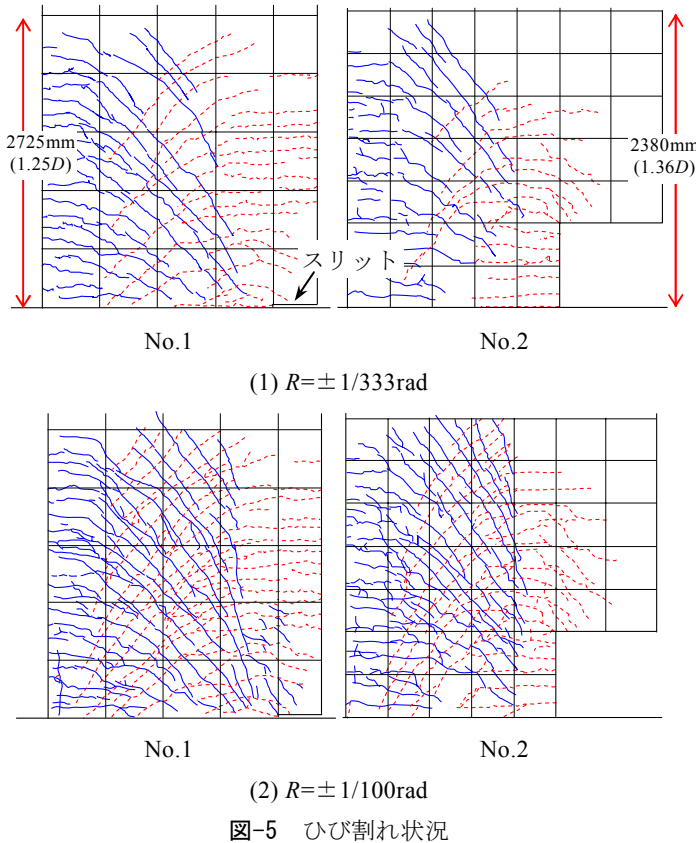 2725mm
(1.25D)
2380mm
(1.36D)
スリット
No.1
No.2
(1) R=±1/333rad
No.1
No.2
(2) R=±1/100rad
図-5 ひび割れ状況